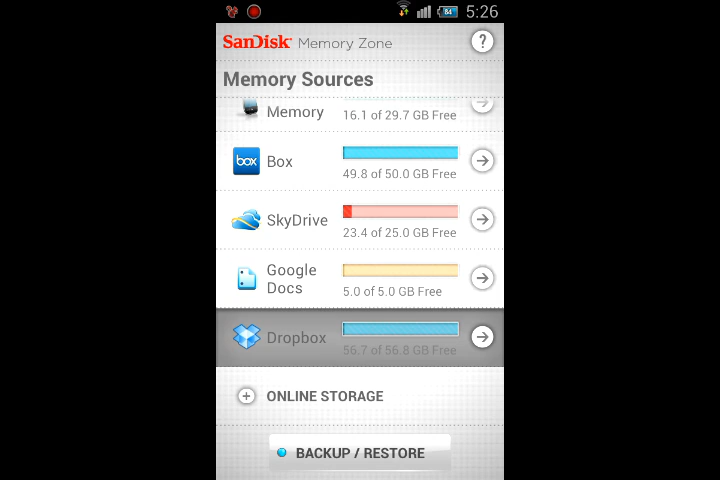 84 5:26
SanDisk Memory Zone ?
Memory Sources
Memory
16.1 of 29.7 GB Free
box Box
49.8 of 50.0 GB Free
SkyDrive
23.4 of 25.0 GB Free
Google
Docs
5.0 of 5.0 GB Free
Dropbox
56.7 of 56.8 GB Free
ONLINE STORAGE
BACKUP / RESTORE